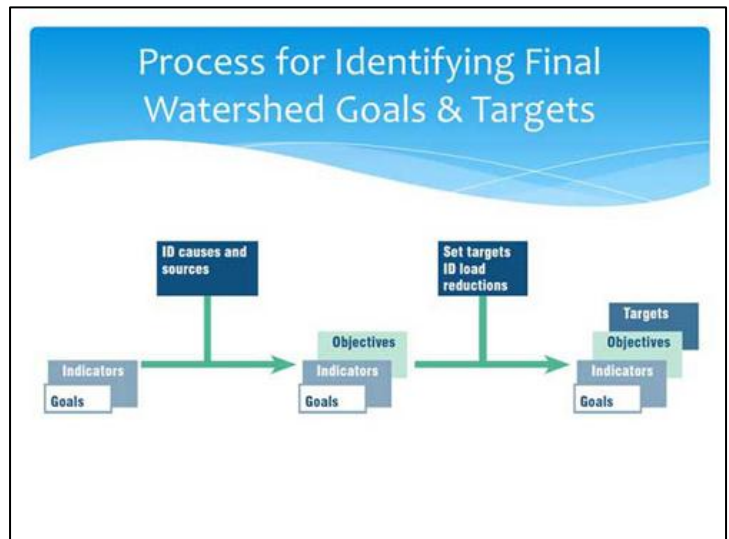 Process for Identifying Final
Watershed Goals & Targets
ID causes and
sources
Set targets
ID load
reductions
Indicators
Goals
Objectives
Indicators
Goals
Targets
Objectives
Indicators
Goals